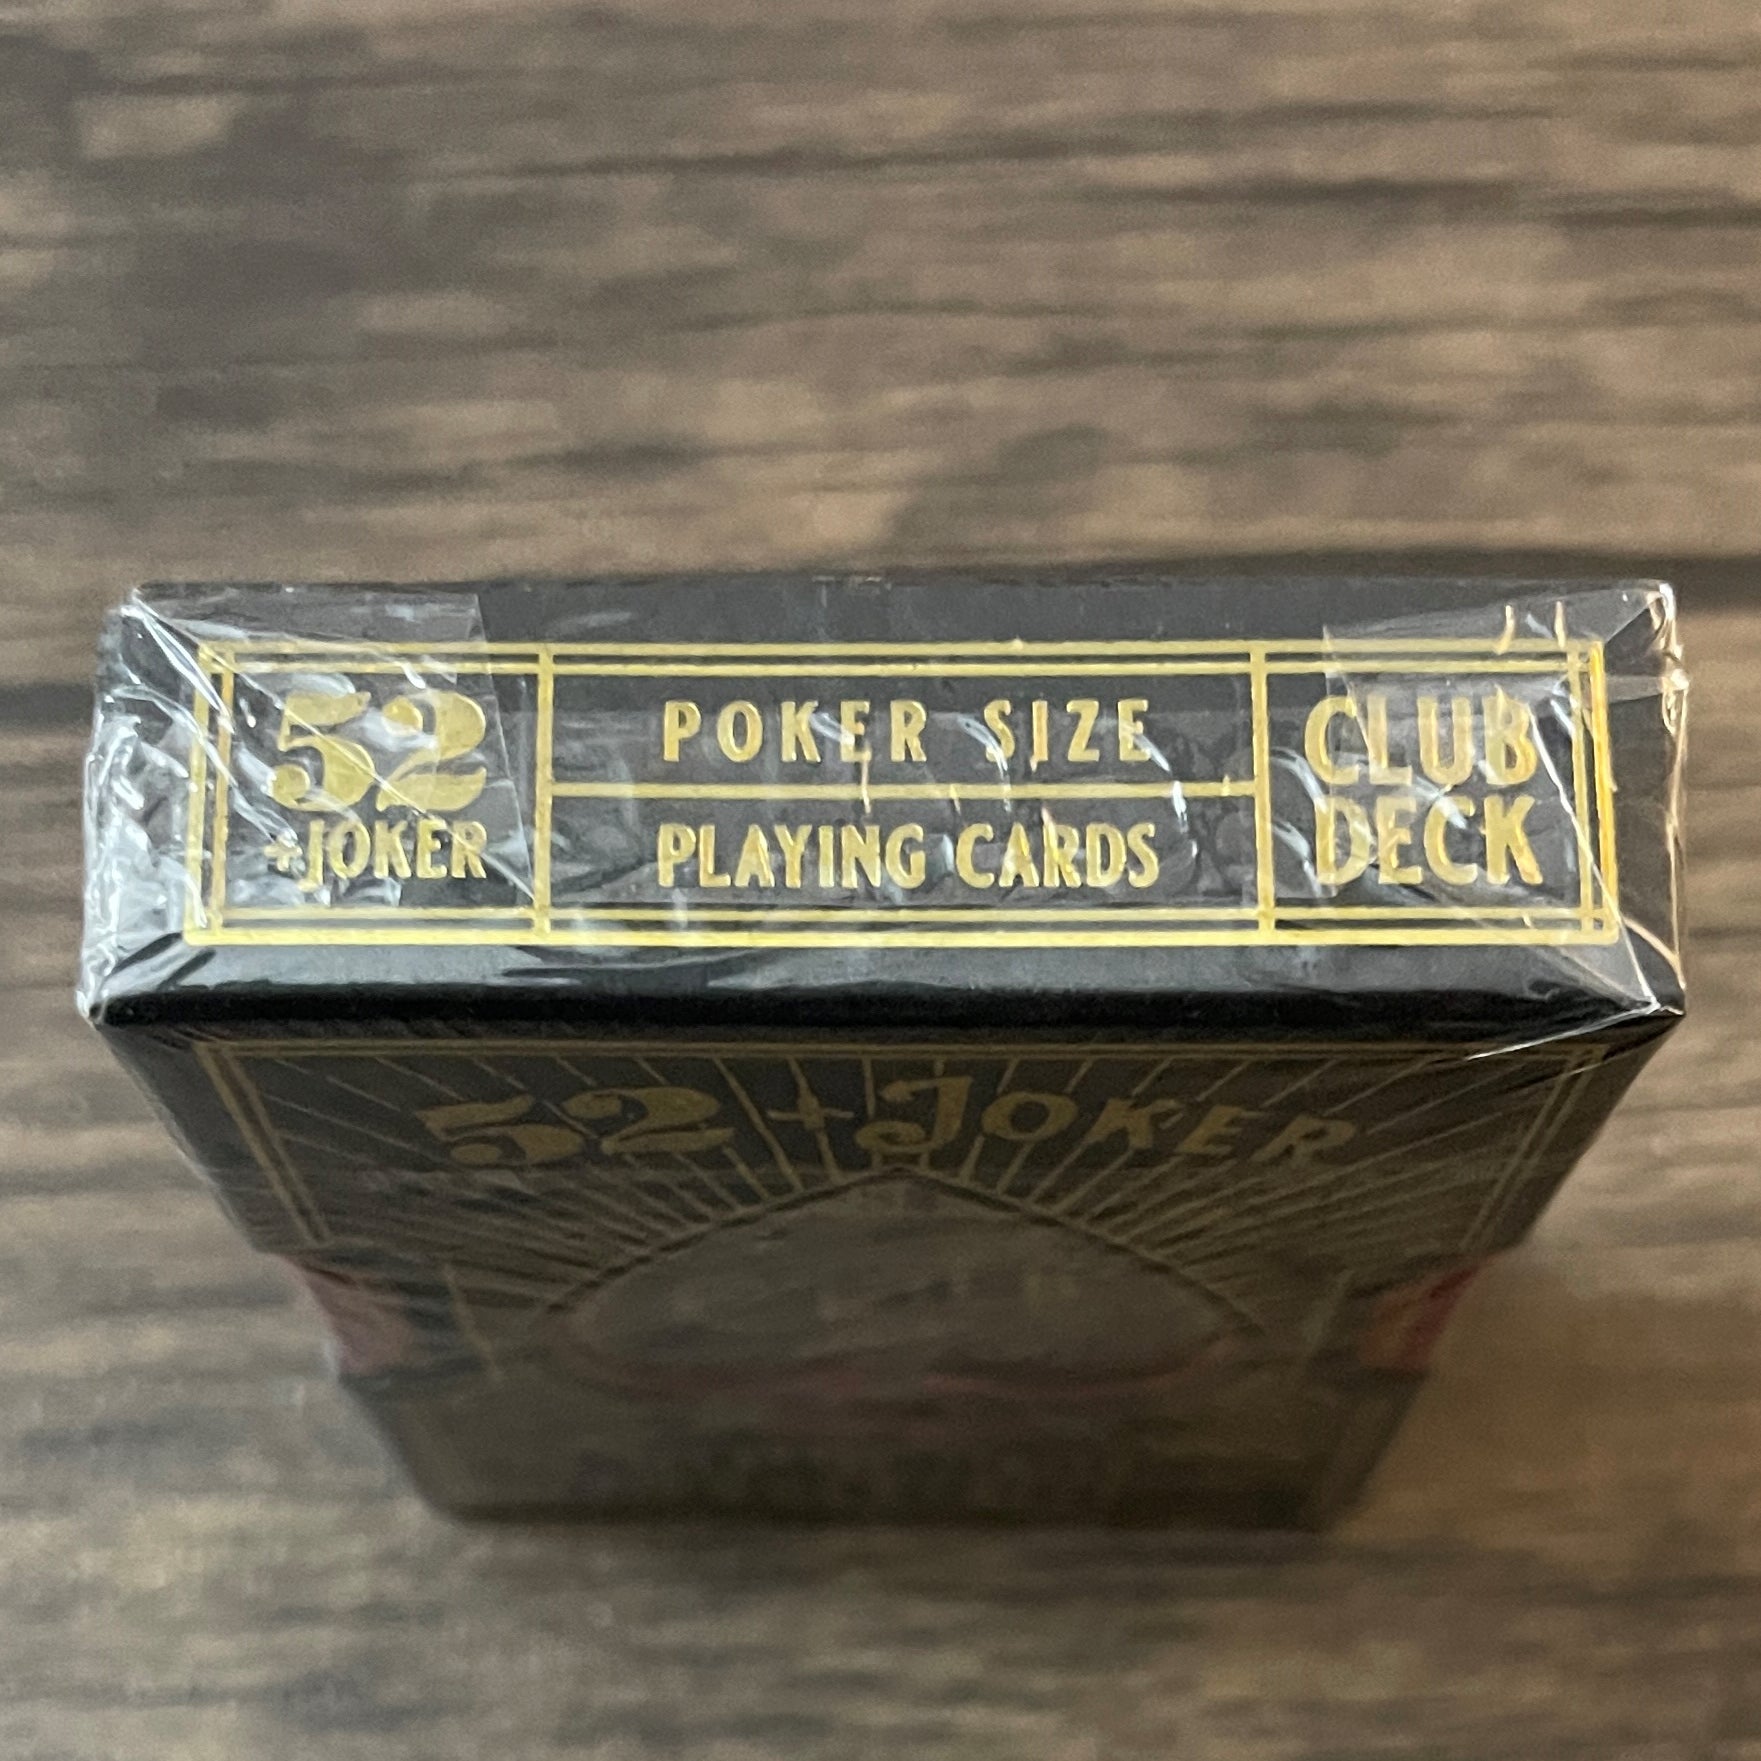 52
+JOKER
POKER SIZE
PLAYING CARDS
CLUB
DECK
52 + JOKER